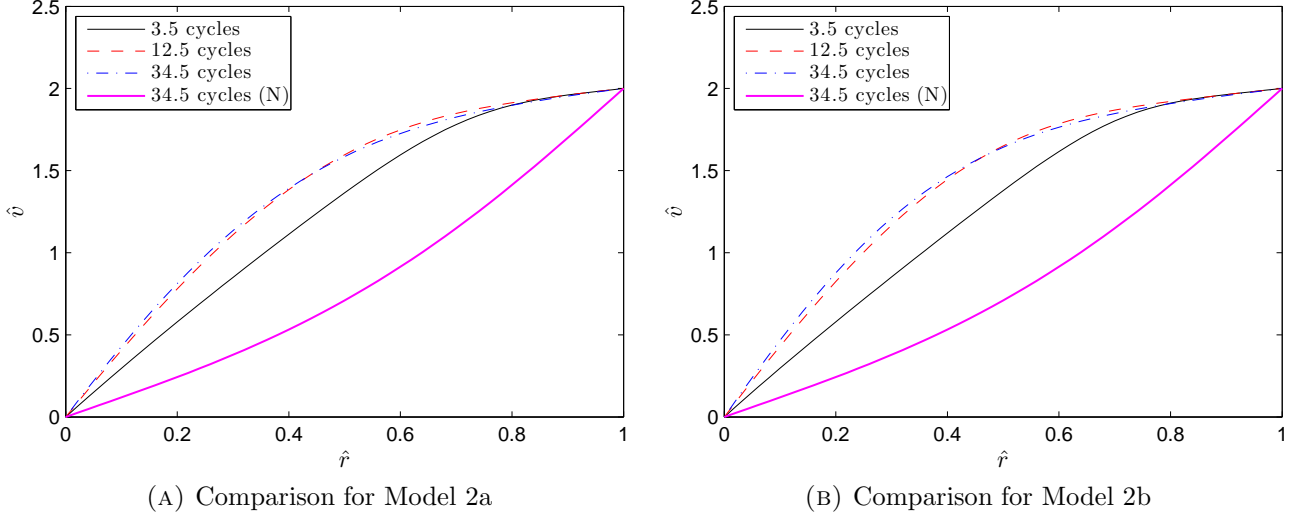 2.5
2
1.5
1
0.5
0
v̂
3.5 cycles
12.5 cycles
34.5 cycles
34.5 cycles (N)
0 0.2 0.4 0.6 0.8 1
r̂
(A) Comparison for Model 2a
2.5
2
1.5
1
0.5
0
v̂
3.5 cycles
12.5 cycles
34.5 cycles
34.5 cycles (N)
0 0.2 0.4 0.6 0.8 1
r̂
(B) Comparison for Model 2b